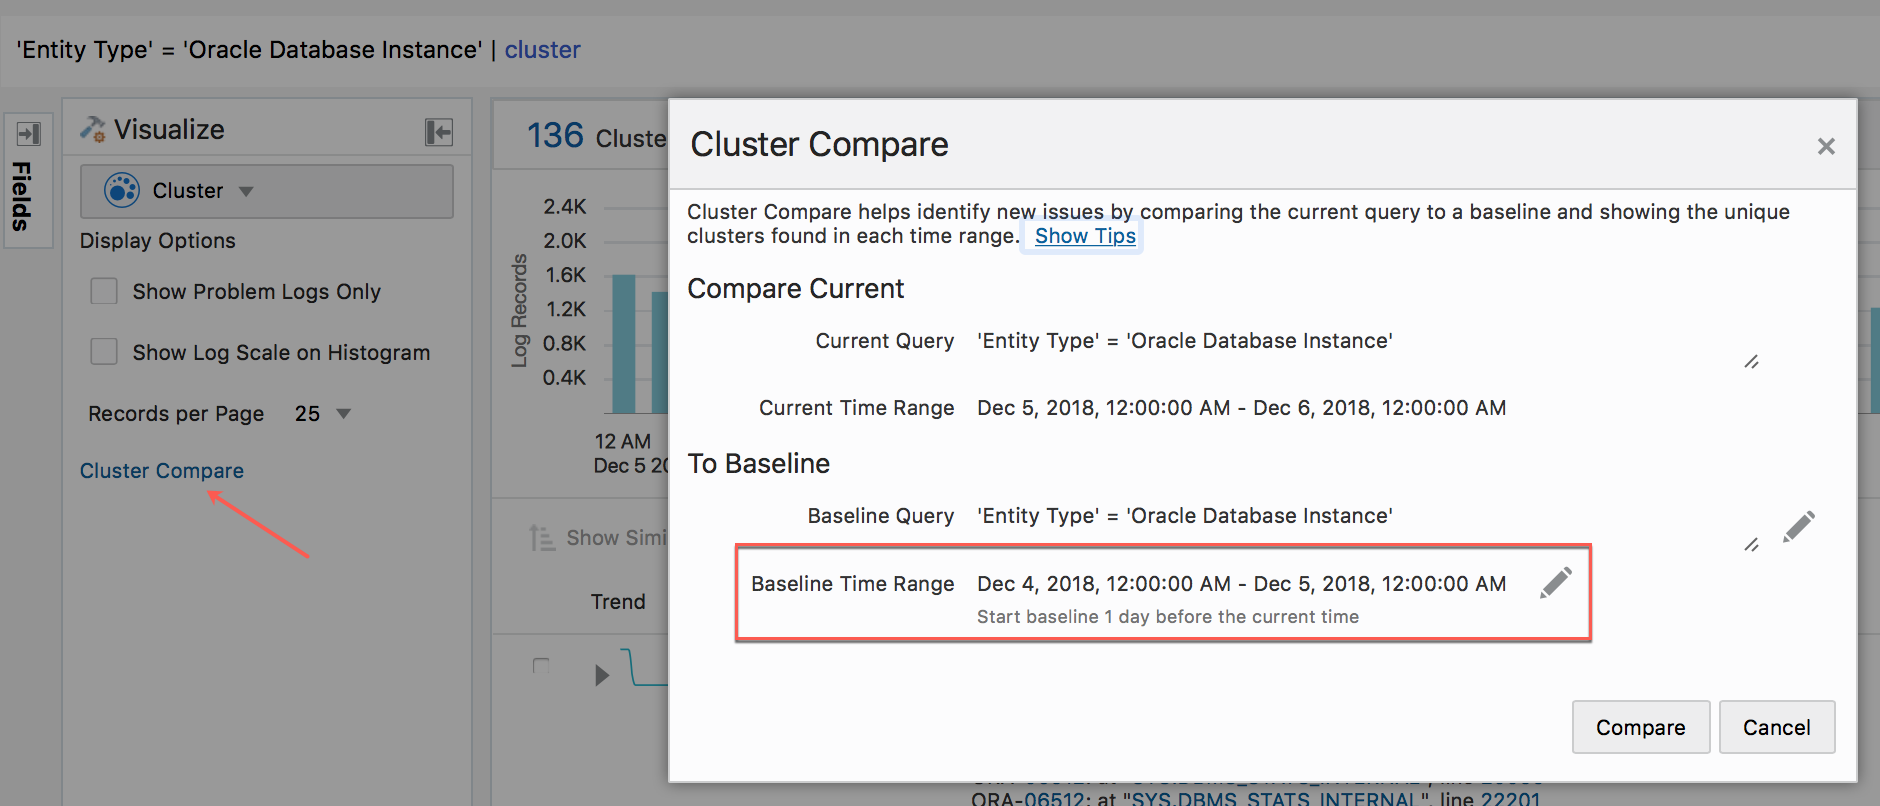 'Entity Type' = 'Oracle Database Instance' | cluster
Fields
Visualize
Cluster
Display Options
Show Problem Logs Only
Show Log Scale on Histogram
Records per Page 25
Cluster Compare
136 Cluste
Log Records
2.4K
2.0K
1.6K
1.2K
0.8K
0.4K
12 AM
Dec 5 20
Show Simi
Trend
Cluster Compare
Cluster Compare helps identify new issues by comparing the current query to a baseline and showing the unique
clusters found in each time range. Show Tips
Compare Current
Current Query 'Entity Type' = 'Oracle Database Instance'
Current Time Range Dec 5, 2018, 12:00:00 AM - Dec 6, 2018, 12:00:00 AM
To Baseline
Baseline Query 'Entity Type' = 'Oracle Database Instance'
Baseline Time Range Dec 4, 2018, 12:00:00 AM - Dec 5, 2018, 12:00:00 AM
Start baseline 1 day before the current time
Compare Cancel
ORA-06512: at "SYS.DBMS_STATS_INTERNAL", line 22201